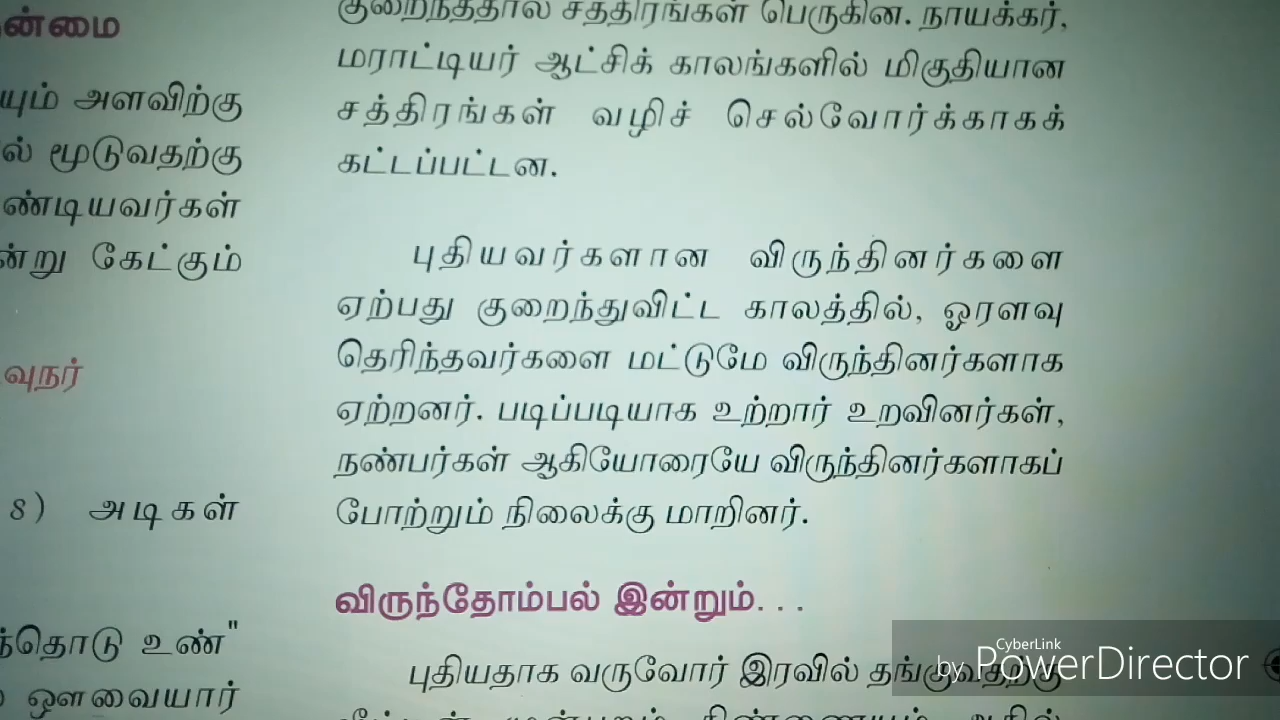 ன்மை
யும் அளவிற்கு
ல் மூடுவதற்கு
ண்டியவர்கள்
ன்று கேட்கும்
வுநர்
8) அடிகள்
ந்தொடு உண்"
ஔவையார்
குறைந்ததால் சத்திரங்கள் பெருகின. நாயக்கர்,
மராட்டியர் ஆட்சிக் காலங்களில் மிகுதியான
சத்திரங்கள் வழிச் செல்வோர்க்காகக்
கட்டப்பட்டன.
புதியவர்களான விருந்தினர்களை
ஏற்பது குறைந்துவிட்ட காலத்தில், ஓரளவு
தெரிந்தவர்களை மட்டுமே விருந்தினர்களாக
ஏற்றனர். படிப்படியாக உற்றார் உறவினர்கள்,
நண்பர்கள் ஆகியோரையே விருந்தினர்களாகப்
போற்றும் நிலைக்கு மாறினர்.
விருந்தோம்பல் இன்றும்...
புதியதாக வருவோர் இரவில் தங்குவதற்கு
CyberLink
by PowerDirector